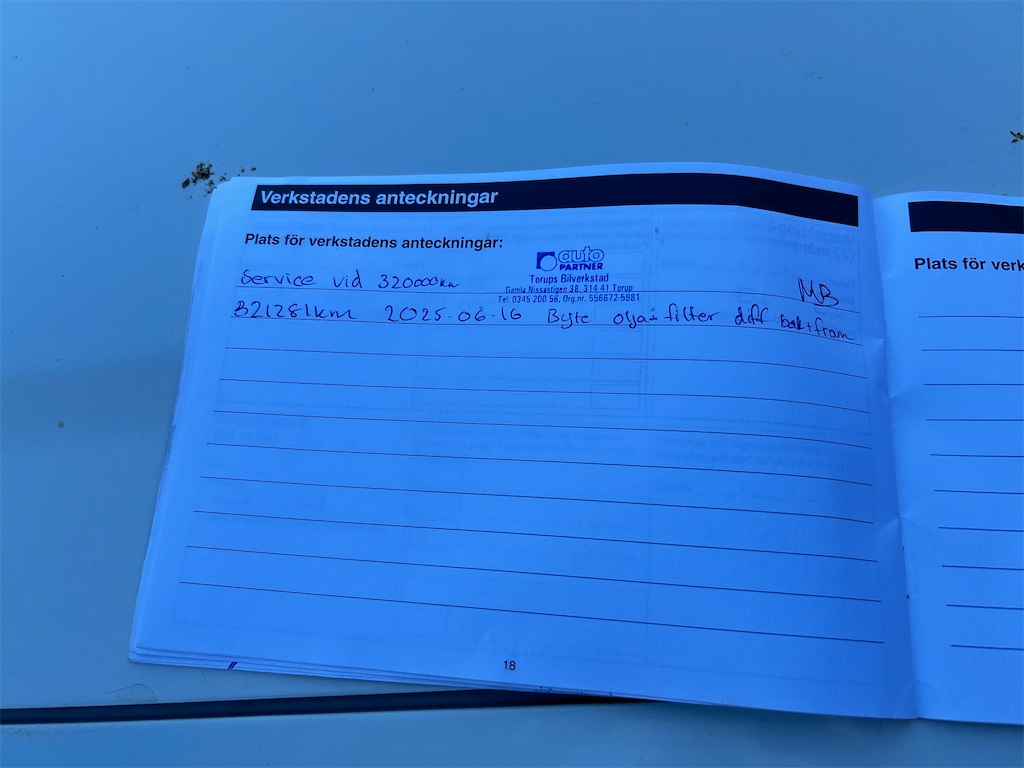 Verkstadens anteckningar
Plats för verkstadens anteckningar:
auto
PARTNER
Torups Bilverkstad
Gamla Nissastigen 38, 314 41 Torup
Tel. 0345 200 56, Org.nr. 556672-5981
Service vid 320000km
MB
321281km 2025-06-16 Byte olja i filter diff bak+fram
18
Plats för verk